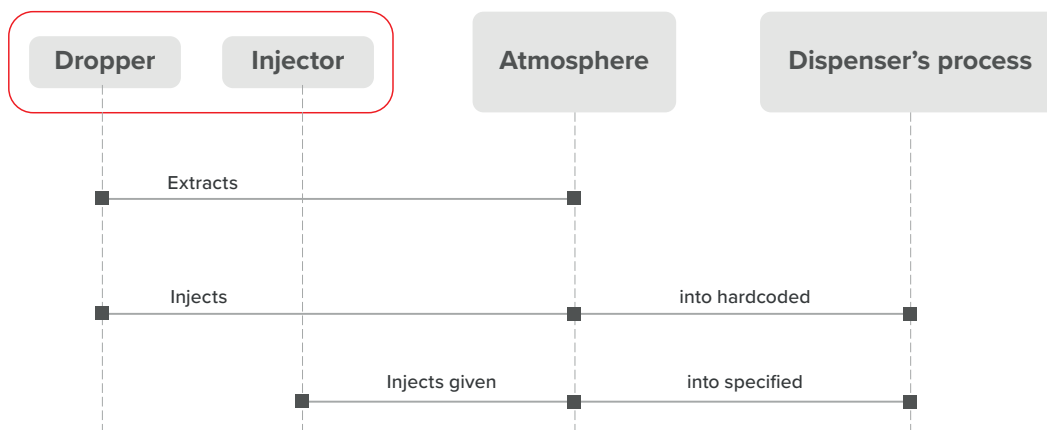 Dropper
Injector
Atmosphere
Dispenser's process
Extracts
Injects
into hardcoded
Injects given
into specified